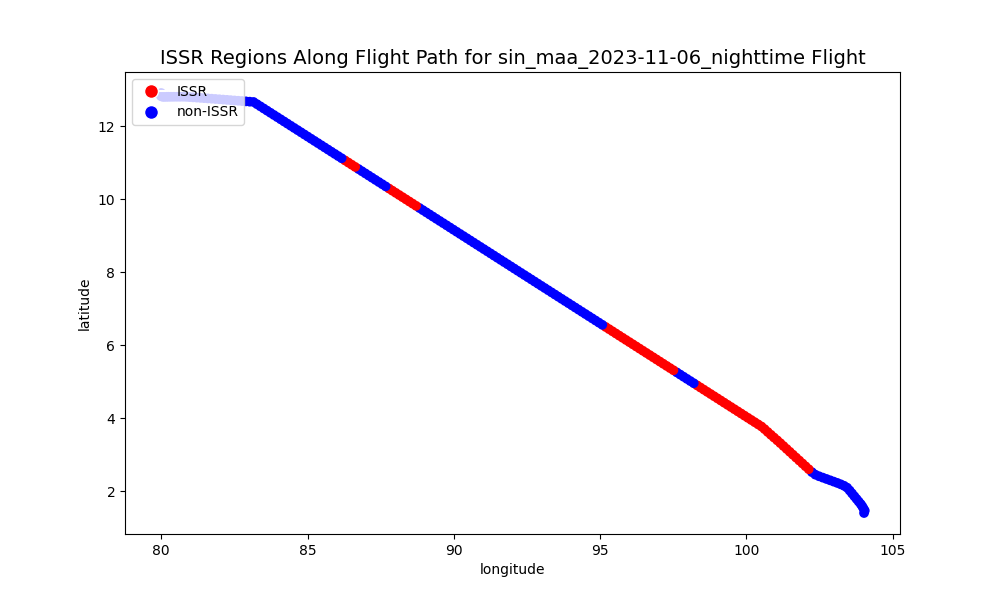 ISSR Regions Along Flight Path for sin_maa_2023-11-06_nighttime Flight
ISSR
non-ISSR
12
10
8
6
4
2
latitude
80
85
90
95
100
105
longitude